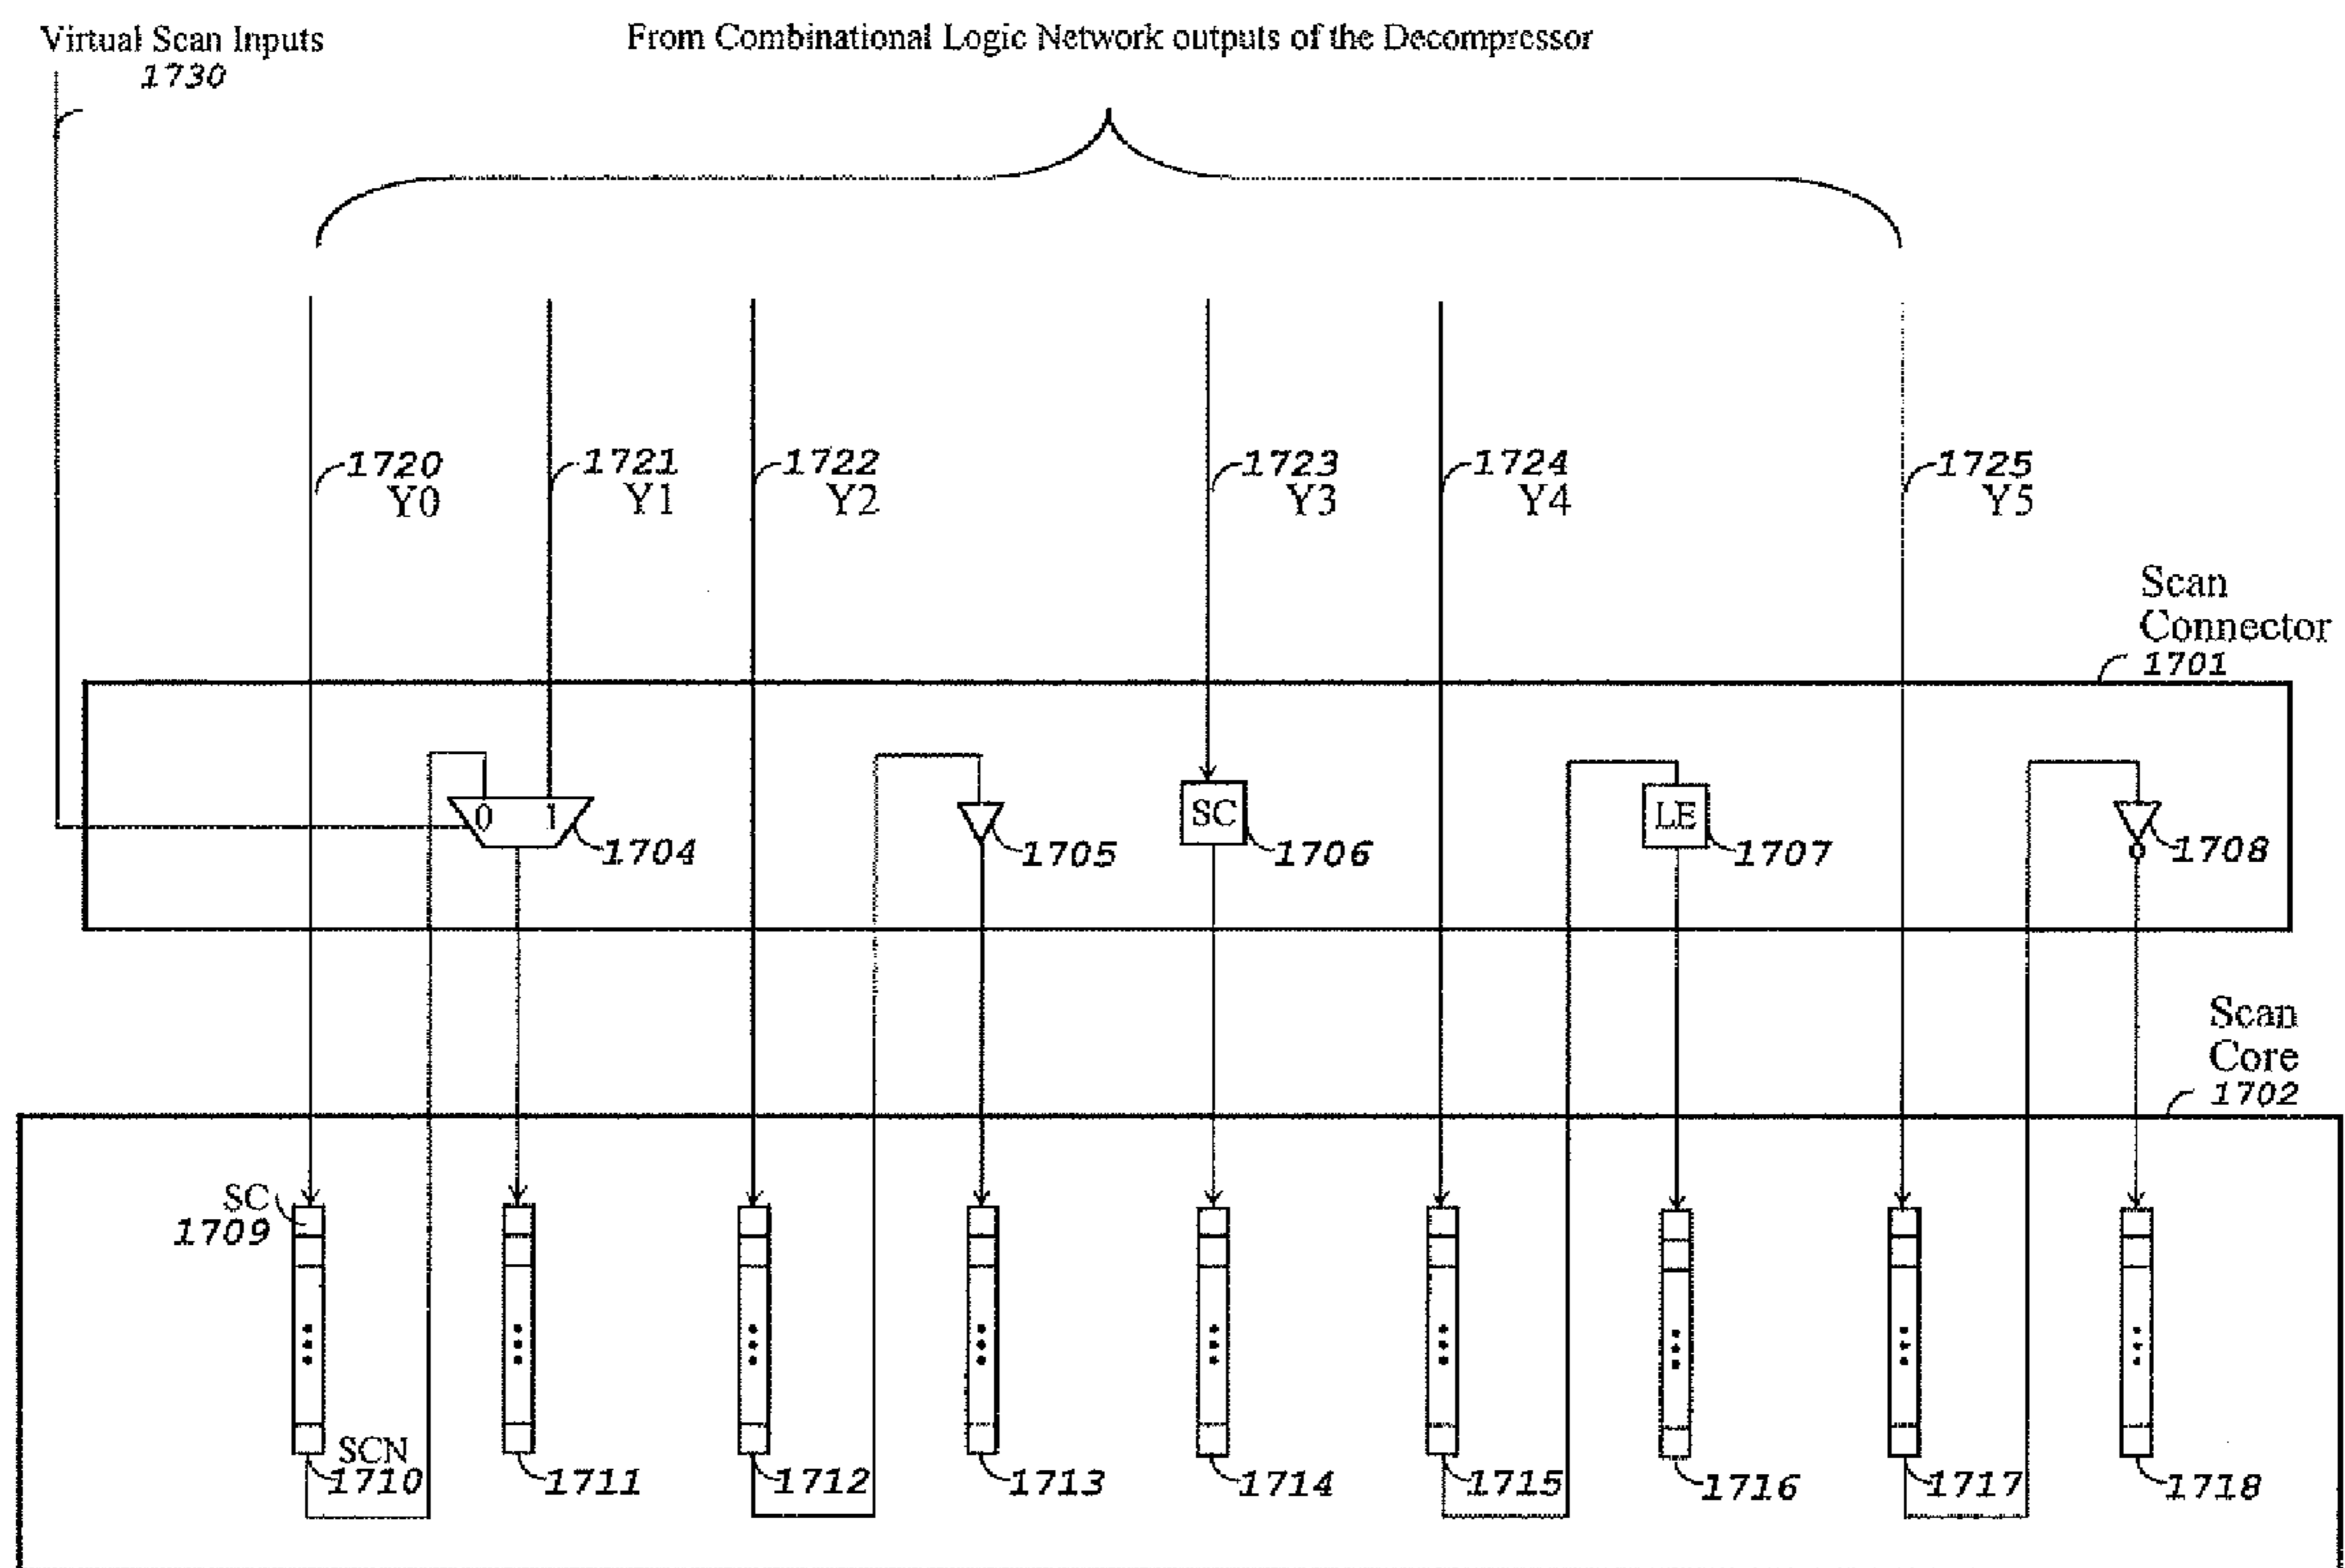 Virtual Scan Inputs
1730
From Combinational Logic Network outputs of the Decompressor
1720
Y0
1721
Y1
1722
Y2
1723
Y3
1724
Y4
1725
Y5
Scan
Connector
1701
0 1
1704
1705
SC
1706
LE
1707
1708
Scan
Core
1702
SC
1709
SCN
1710
1711
1712
1713
1714
1715
1716
1717
1718